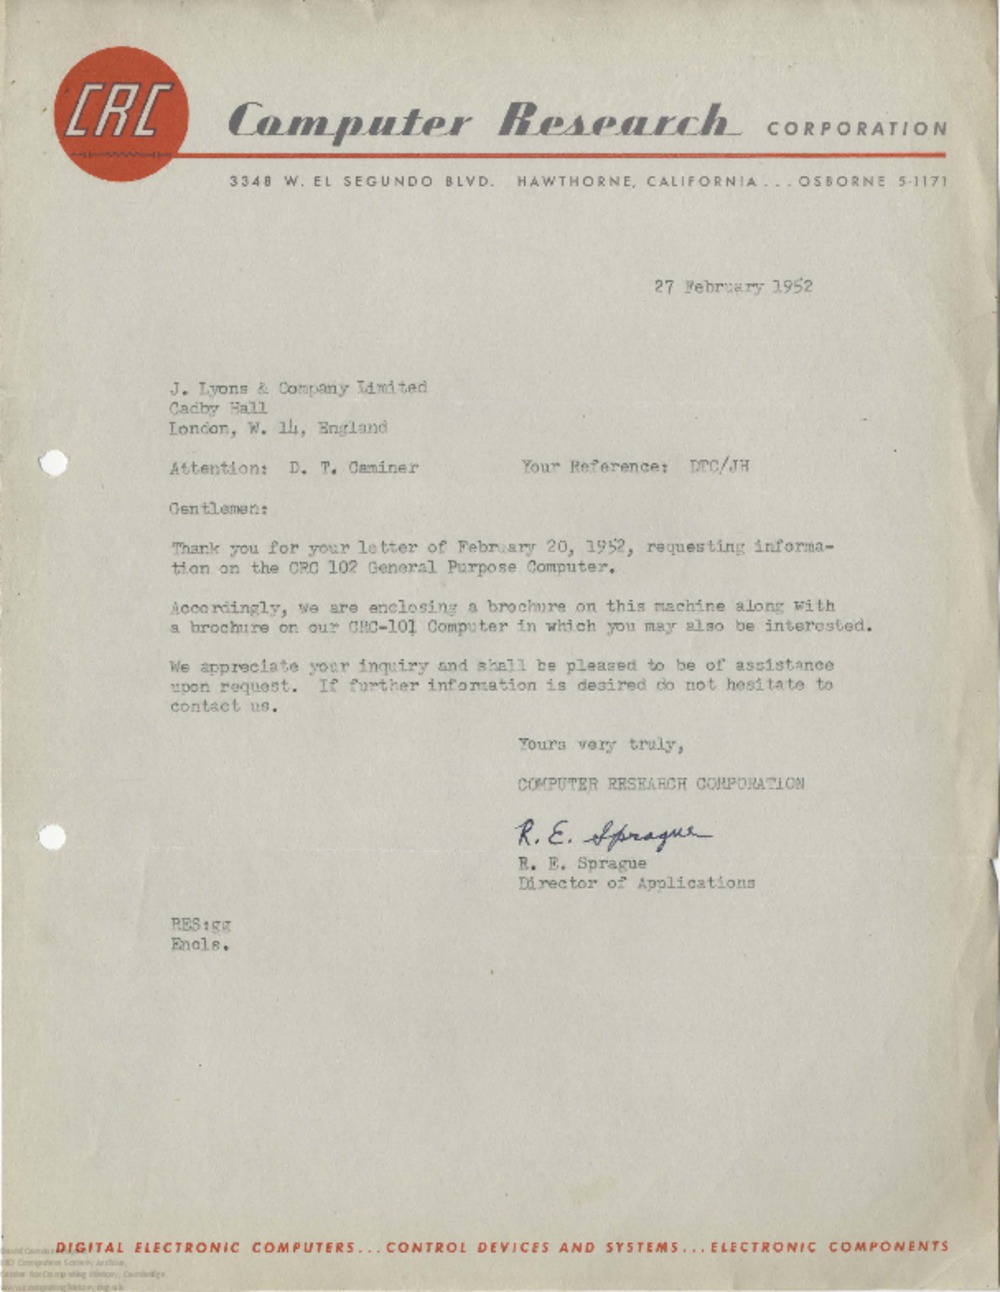 CRC
Computer Research CORPORATION
3348 W. EL SEGUNDO BLVD. HAWTHORNE, CALIFORNIA ... OSBORNE 5-1171
27 February 1952
J. Lyons & Company Limited
Cadby Hall
London, W. 14, England
Attention: D. T. Caminer Your Reference: DTC/JH
Gentlemen:
Thank you for your letter of February 20, 1952, requesting informa-
tion on the CRC 102 General Purpose Computer.
Accordingly, we are enclosing a brochure on this machine along with
a brochure on our CRC-101 Computer in which you may also be interested.
We appreciate your inquiry and shall be pleased to be of assistance
upon request. If further information is desired do not hesitate to
contact us.
Yours very truly,
COMPUTER RESEARCH CORPORATION
R. E. Sprague
R. E. Sprague
Director of Applications
RES:gg
Encls.
DIGITAL ELECTRONIC COMPUTERS... CONTROL DEVICES AND SYSTEMS... ELECTRONIC COMPONENTS